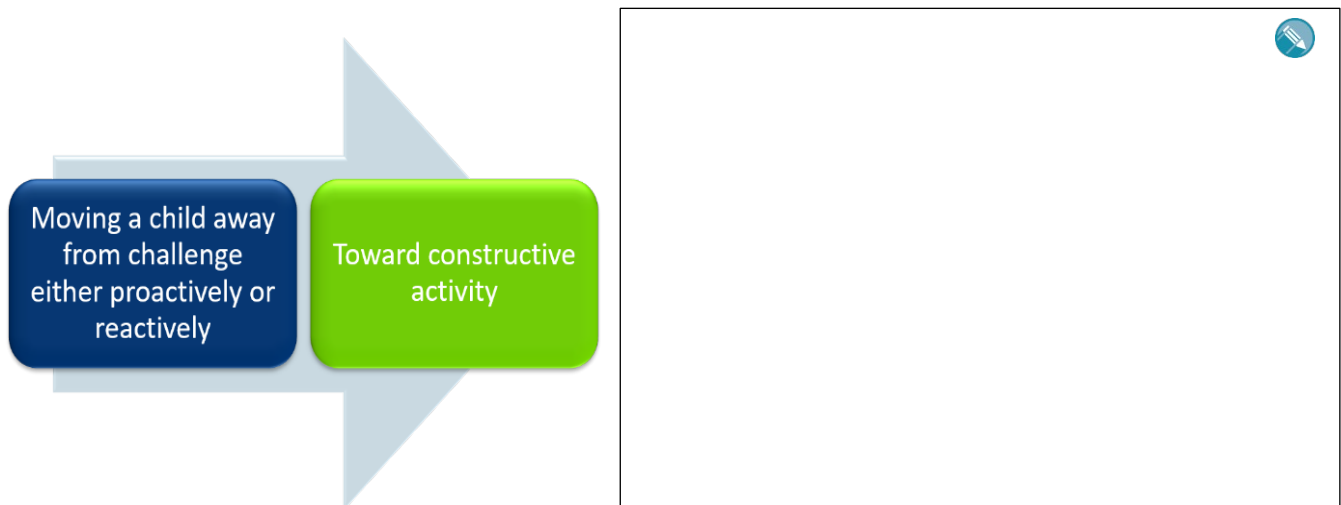 Moving a child away
from challenge
either proactively or
reactively
Toward constructive
activity